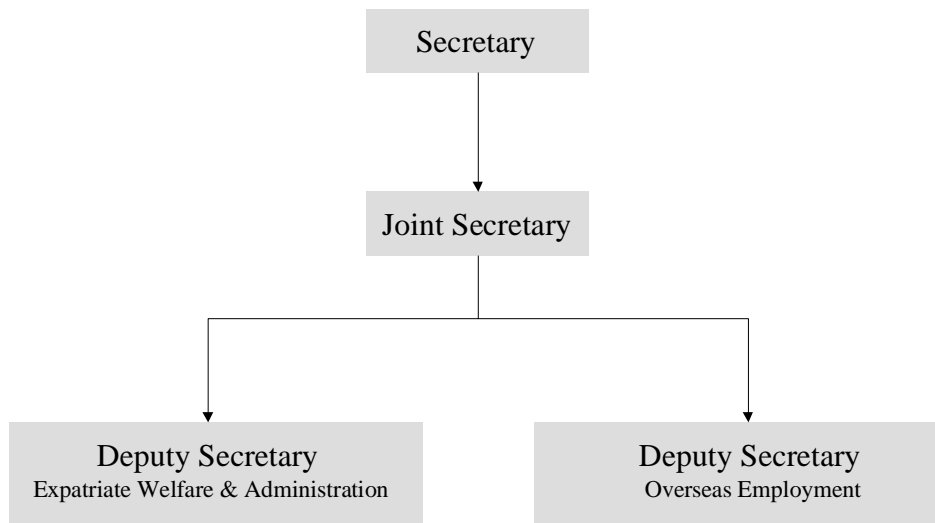 Secretary
Joint Secretary
Deputy Secretary
Expatriate Welfare & Administration
Deputy Secretary
Overseas Employment